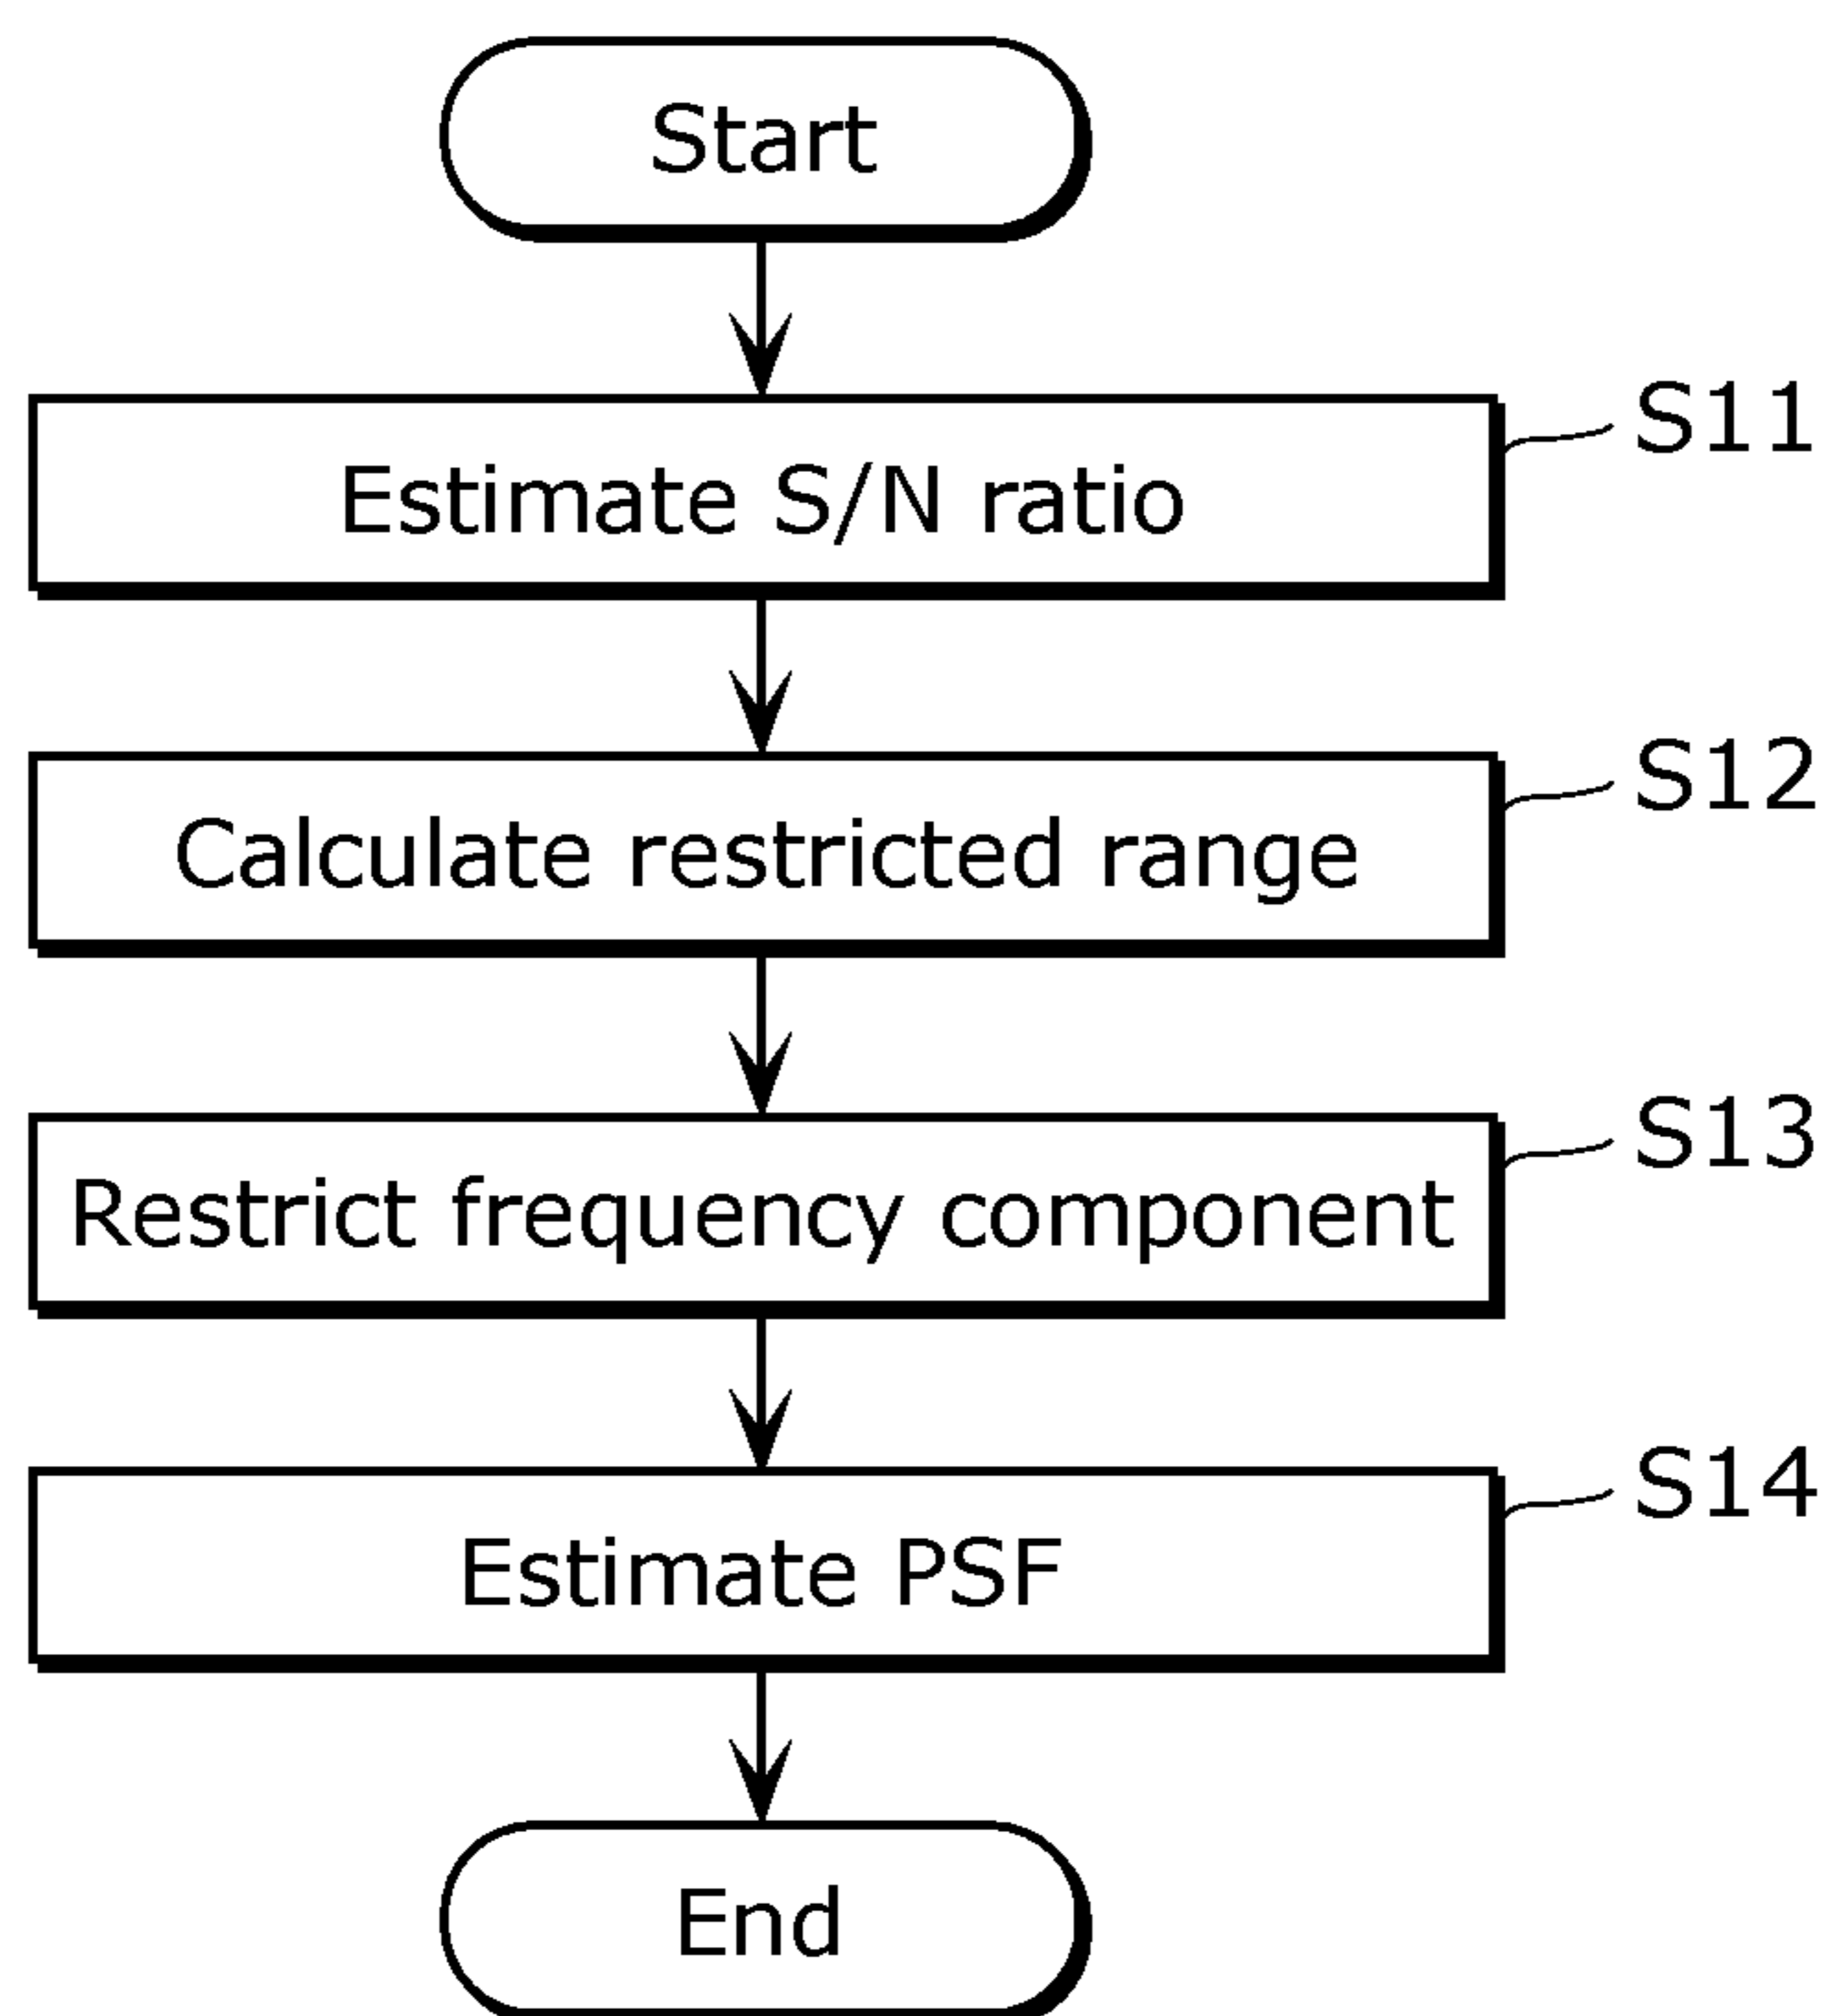 Start
S11
Estimate S/N ratio
S12
Calculate restricted range
S13
Restrict frequency component
S14
Estimate PSF
End